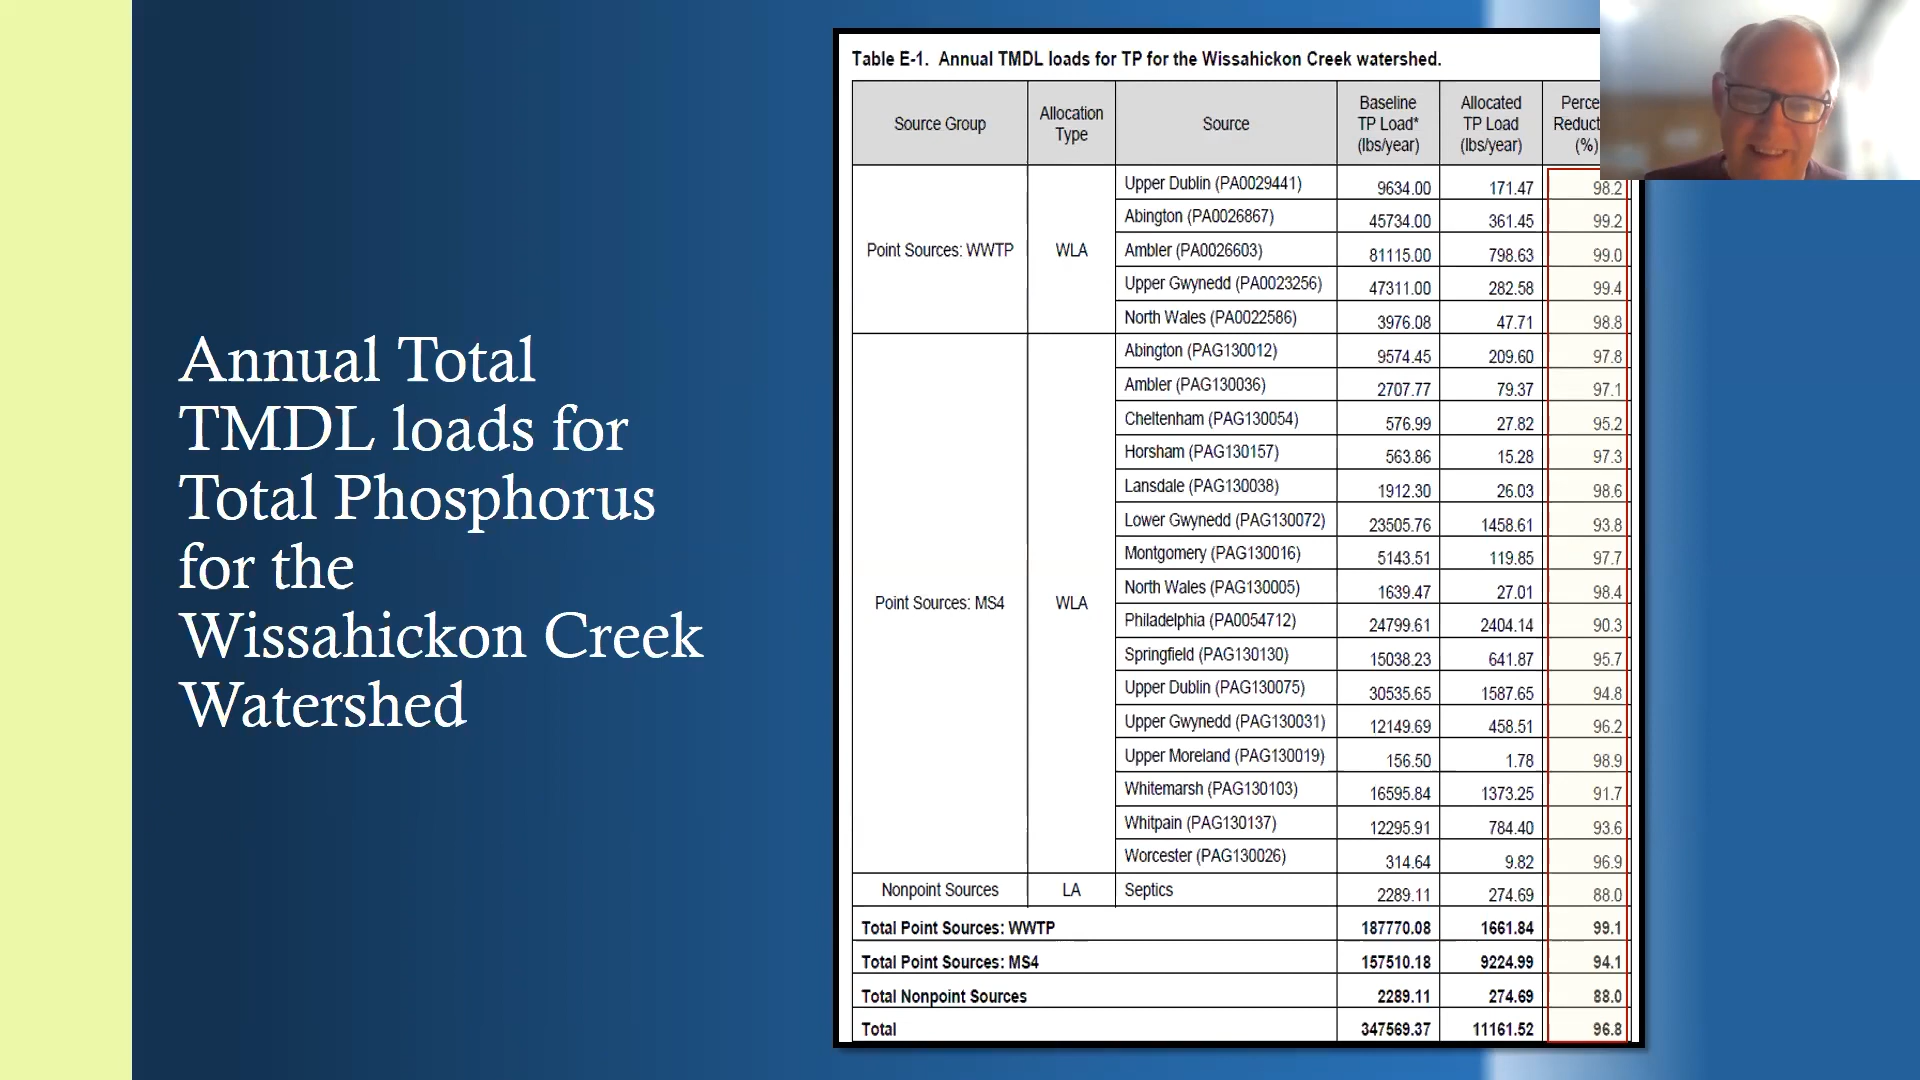 Annual Total
TMDL loads for
Total Phosphorus
for the
Wissahickon Creek
Watershed
Table E-1. Annual TMDL loads for TP for the Wissahickon Creek watershed.
Source Group Allocation Type Source Baseline TP Load* (lbs/year) Allocated TP Load (lbs/year) (%)
Point Sources: WWTP WLA
Upper Dublin (PA0029441) 9634.00 171.47 98.2
Abington (PA0026867) 45734.00 361.45 99.2
Ambler (PA0026603) 81115.00 798.63 99.0
Upper Gwynedd (PA0023256) 47311.00 282.58 99.4
North Wales (PA0022586) 3976.08 47.71 98.8
Point Sources: MS4 WLA
Abington (PAG130012) 9574.45 209.60 97.8
Ambler (PAG130036) 2707.77 79.37 97.1
Cheltenham (PAG130054) 576.99 27.82 95.2
Horsham (PAG130157) 563.86 15.28 97.3
Lansdale (PAG130038) 1912.30 26.03 98.6
Lower Gwynedd (PAG130072) 23505.76 1458.61 93.8
Montgomery (PAG130016) 5143.51 119.85 97.7
North Wales (PAG130005) 1639.47 27.01 98.4
Philadelphia (PA0054712) 24799.61 2404.14 90.3
Springfield (PAG130130) 15038.23 641.87 95.7
Upper Dublin (PAG130075) 30535.65 1587.65 94.8
Upper Gwynedd (PAG130031) 12149.69 458.51 96.2
Upper Moreland (PAG130019) 156.50 1.78 98.9
Whitemarsh (PAG130103) 16595.84 1373.25 91.7
Whitpain (PAG130137) 12295.91 784.40 93.6
Worcester (PAG130026) 314.64 9.82 96.9
Nonpoint Sources LA Septics 2289.11 274.69 88.0
Total Point Sources: WWTP 187770.08 1661.84 99.1
Total Point Sources: MS4 157510.18 9224.99 94.1
Total Nonpoint Sources 2289.11 274.69 88.0
Total 347569.37 11161.52 96.8